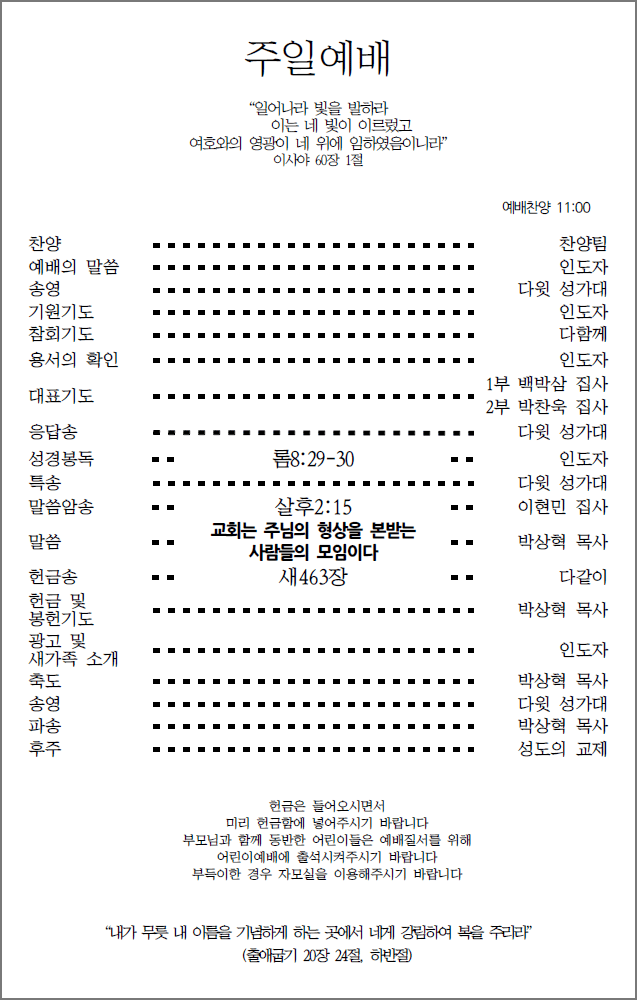 주일예배
“일어나라 빛을 발하라
이는 네 빛이 이르렀고
여호와의 영광이 네 위에 임하였음이니라”
이사야 60장 1절
예배찬양 11:00
찬양 찬양팀
예배의 말씀 인도자
송영 다윗 성가대
기원기도 인도자
참회기도 다함께
용서의 확인 인도자
대표기도 1부 백박삼 집사
2부 박찬욱 집사
응답송 다윗 성가대
성경봉독 롬8:29-30 인도자
특송 다윗 성가대
말씀암송 살후2:15 이현민 집사
말씀 교회는 주님의 형상을 본받는 박상혁 목사
사람들의 모임이다
헌금송 새463장 다같이
헌금 및
봉헌기도 박상혁 목사
광고 및
새가족 소개 인도자
축도 박상혁 목사
송영 다윗 성가대
파송 박상혁 목사
후주 성도의 교제
헌금은 들어오시면서
미리 헌금함에 넣어주시기 바랍니다
부모님과 함께 동반한 어린이들은 예배질서를 위해
어린이예배에 출석시켜주시기 바랍니다
부득이한 경우 자모실을 이용해주시기 바랍니다
“내가 무릇 내 이름을 기념하게 하는 곳에서 네게 강림하여 복을 주리라”
(출애굽기 20장 24절, 하반절)